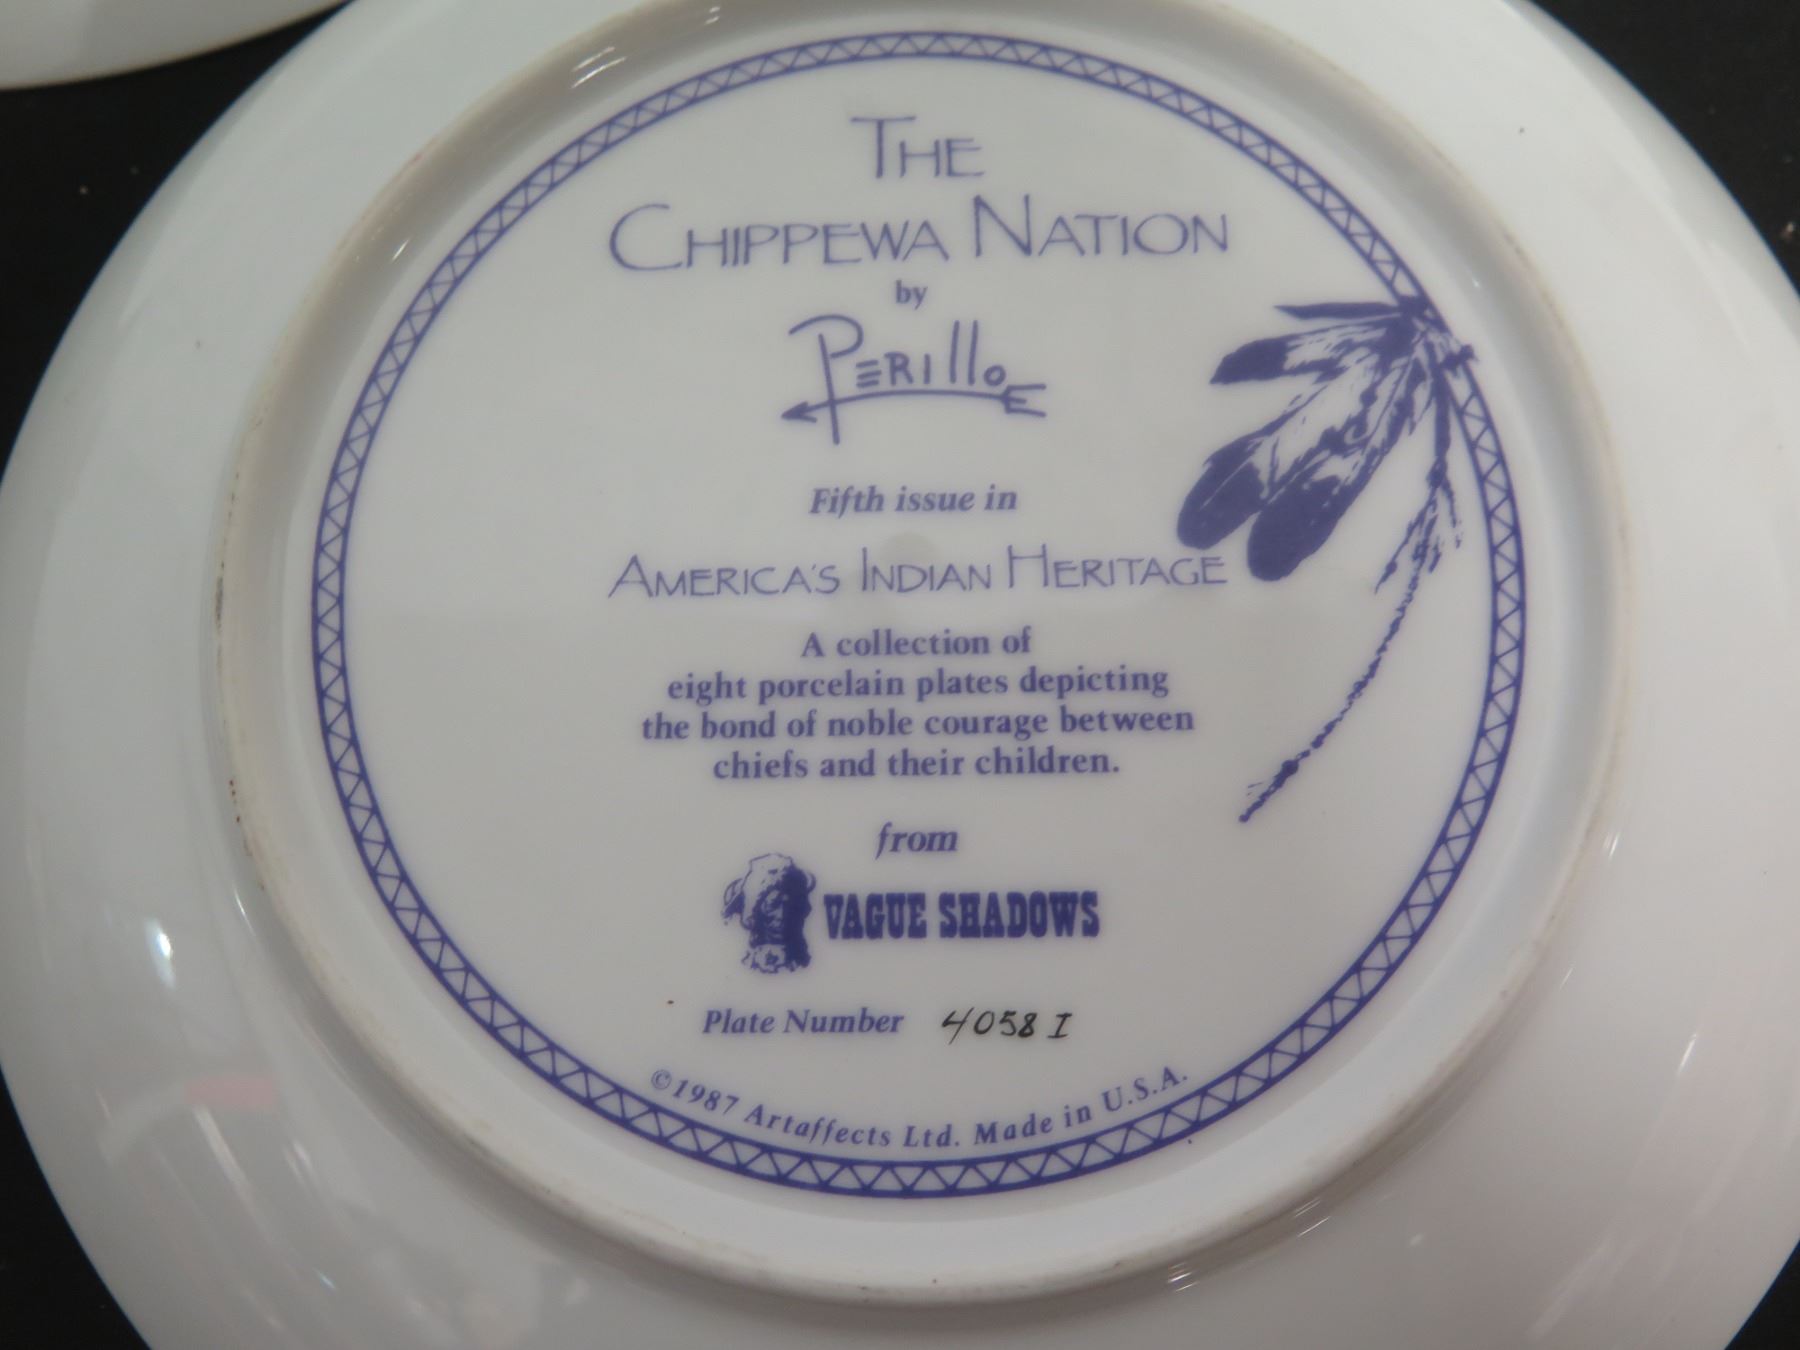 THE
CHIPPEWA NATION
by
PERILLO
Fifth issue in
AMERICA'S INDIAN HERITAGE
A collection of
eight porcelain plates depicting
the bond of noble courage between
chiefs and their children.
from
VAGUE SHADOWS
Plate Number 4058 I
©1987 Artaffects Ltd. Made in U.S.A.